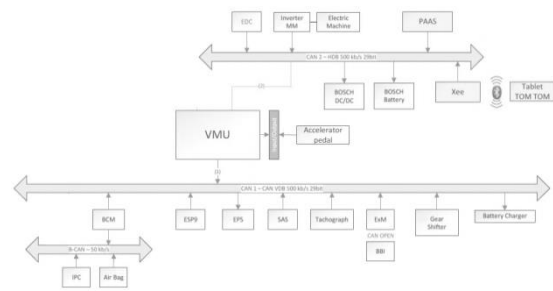 EDC
Inverter
MM
Electric
Machine
PAAS
CAN 2 – HDB 500 kb/s 29bit
BOSCH
DC/DC
BOSCH
Battery
Xee
Tablet
TOM TOM
VMU
Accelerator
pedal
CAN 1 – CAN VDB 500 kb/s 29bit
BCM
ESP9
EPS
SAS
Tachograph
ExM
Gear
Shifter
Battery Charger
CAN OPEN
BBI
B-CAN – 50 kb/s
IPC
Air Bag